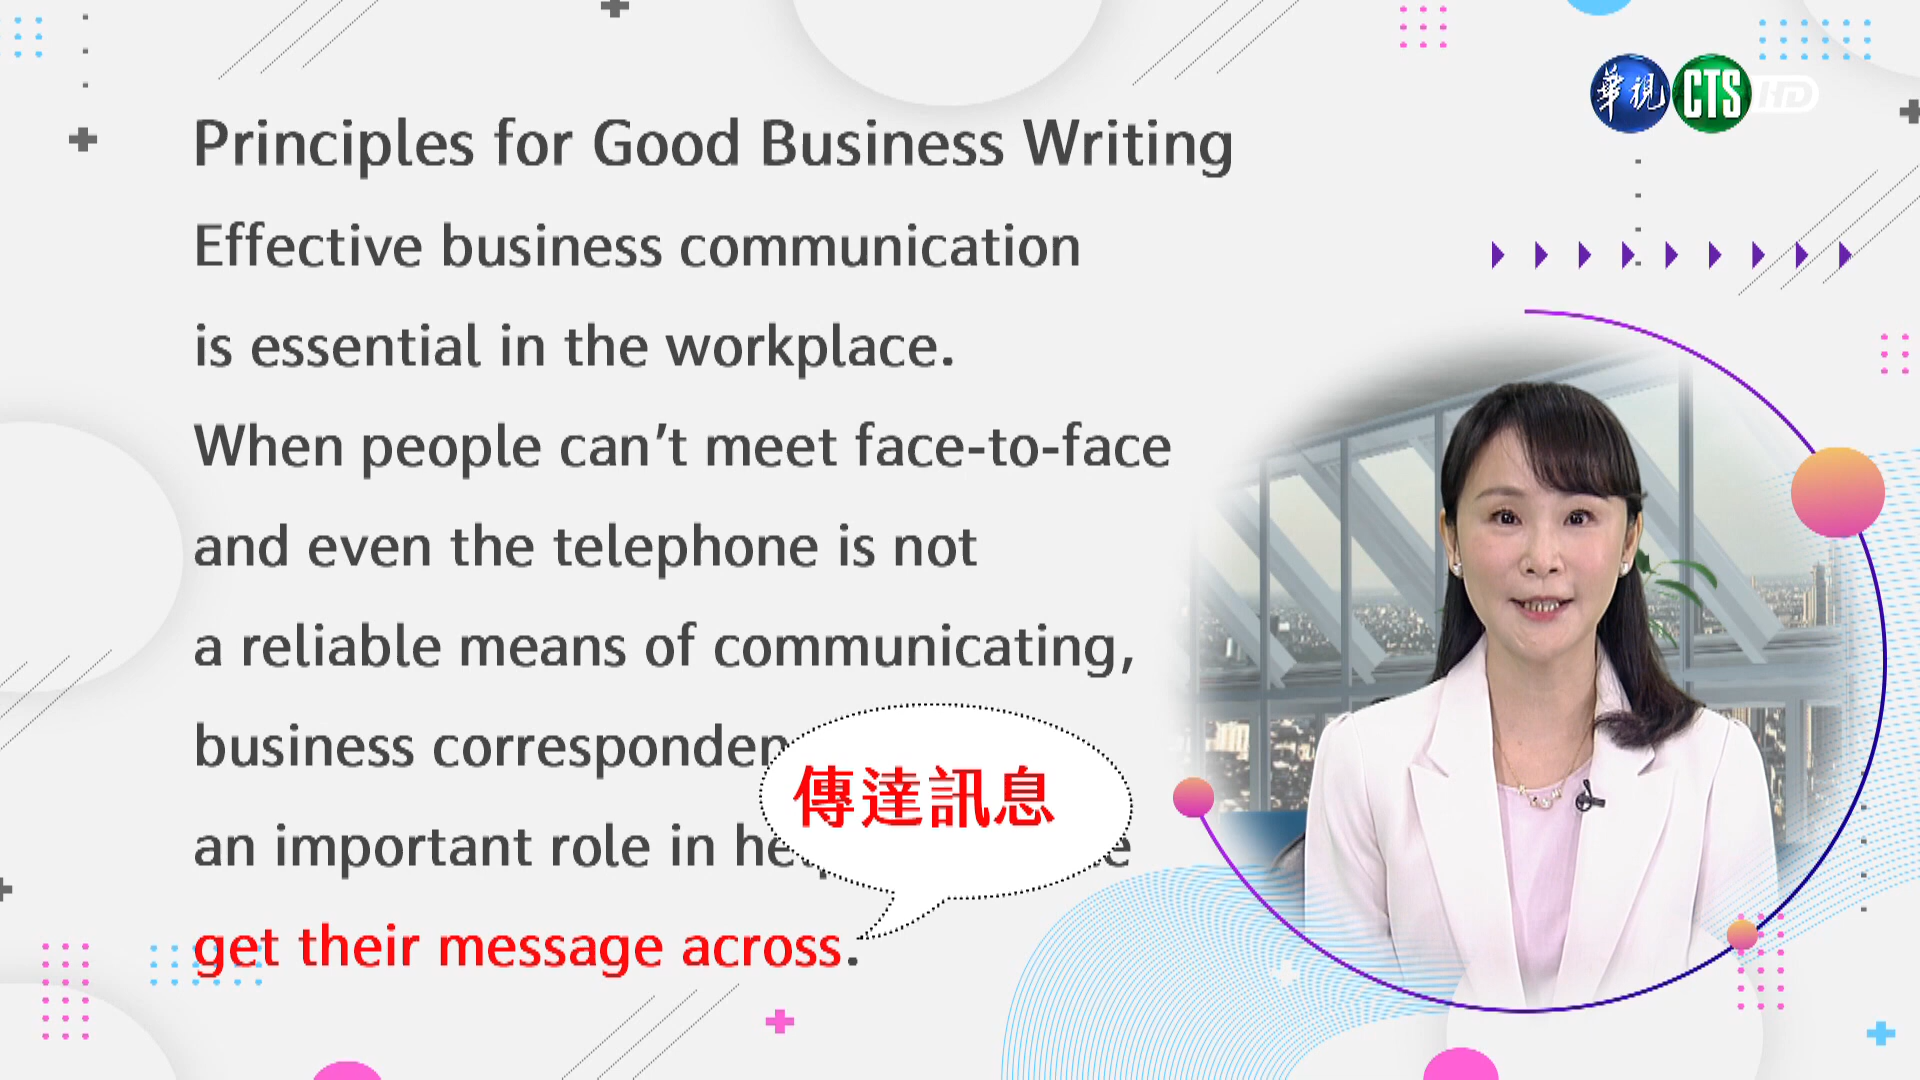 Principles for Good Business Writing
Effective business communication
is essential in the workplace.
When people can't meet face-to-face
and even the telephone is not
a reliable means of communicating,
business
an important role in
get their message across.
傳達訊息
華視 CTS HD